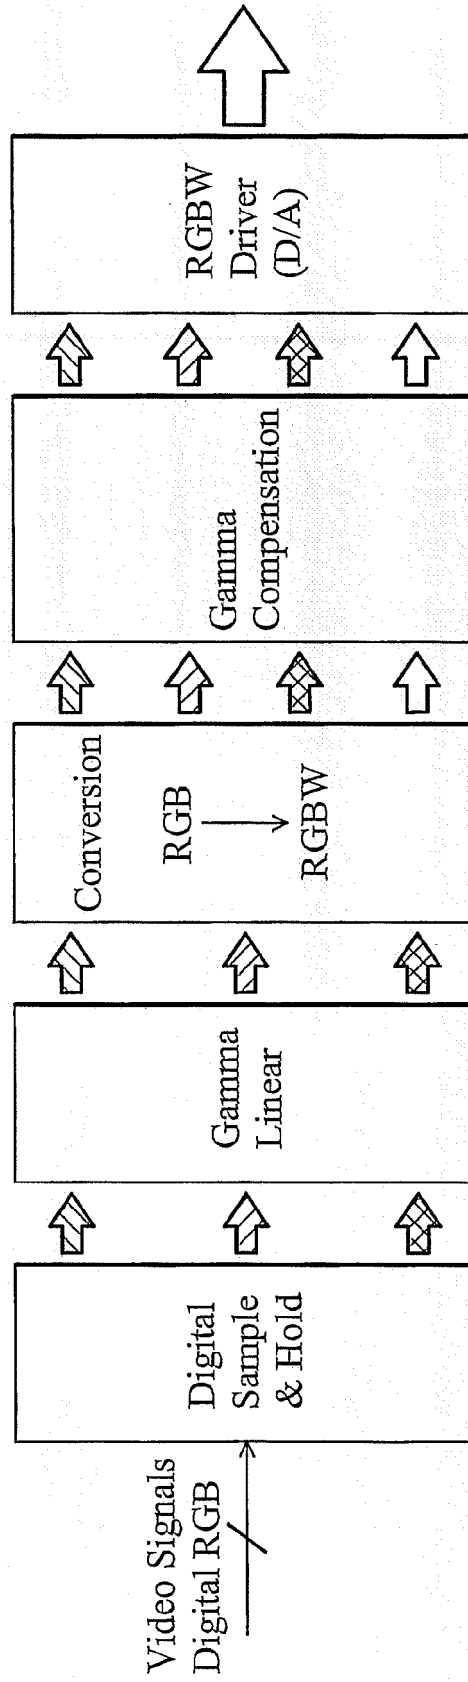 Video Signals
Digital RGB
Digital
Sample
& Hold
Gamma
Linear
Conversion
RGB
RGBW
Gamma
Compensation
RGBW
Driver
(D/A)